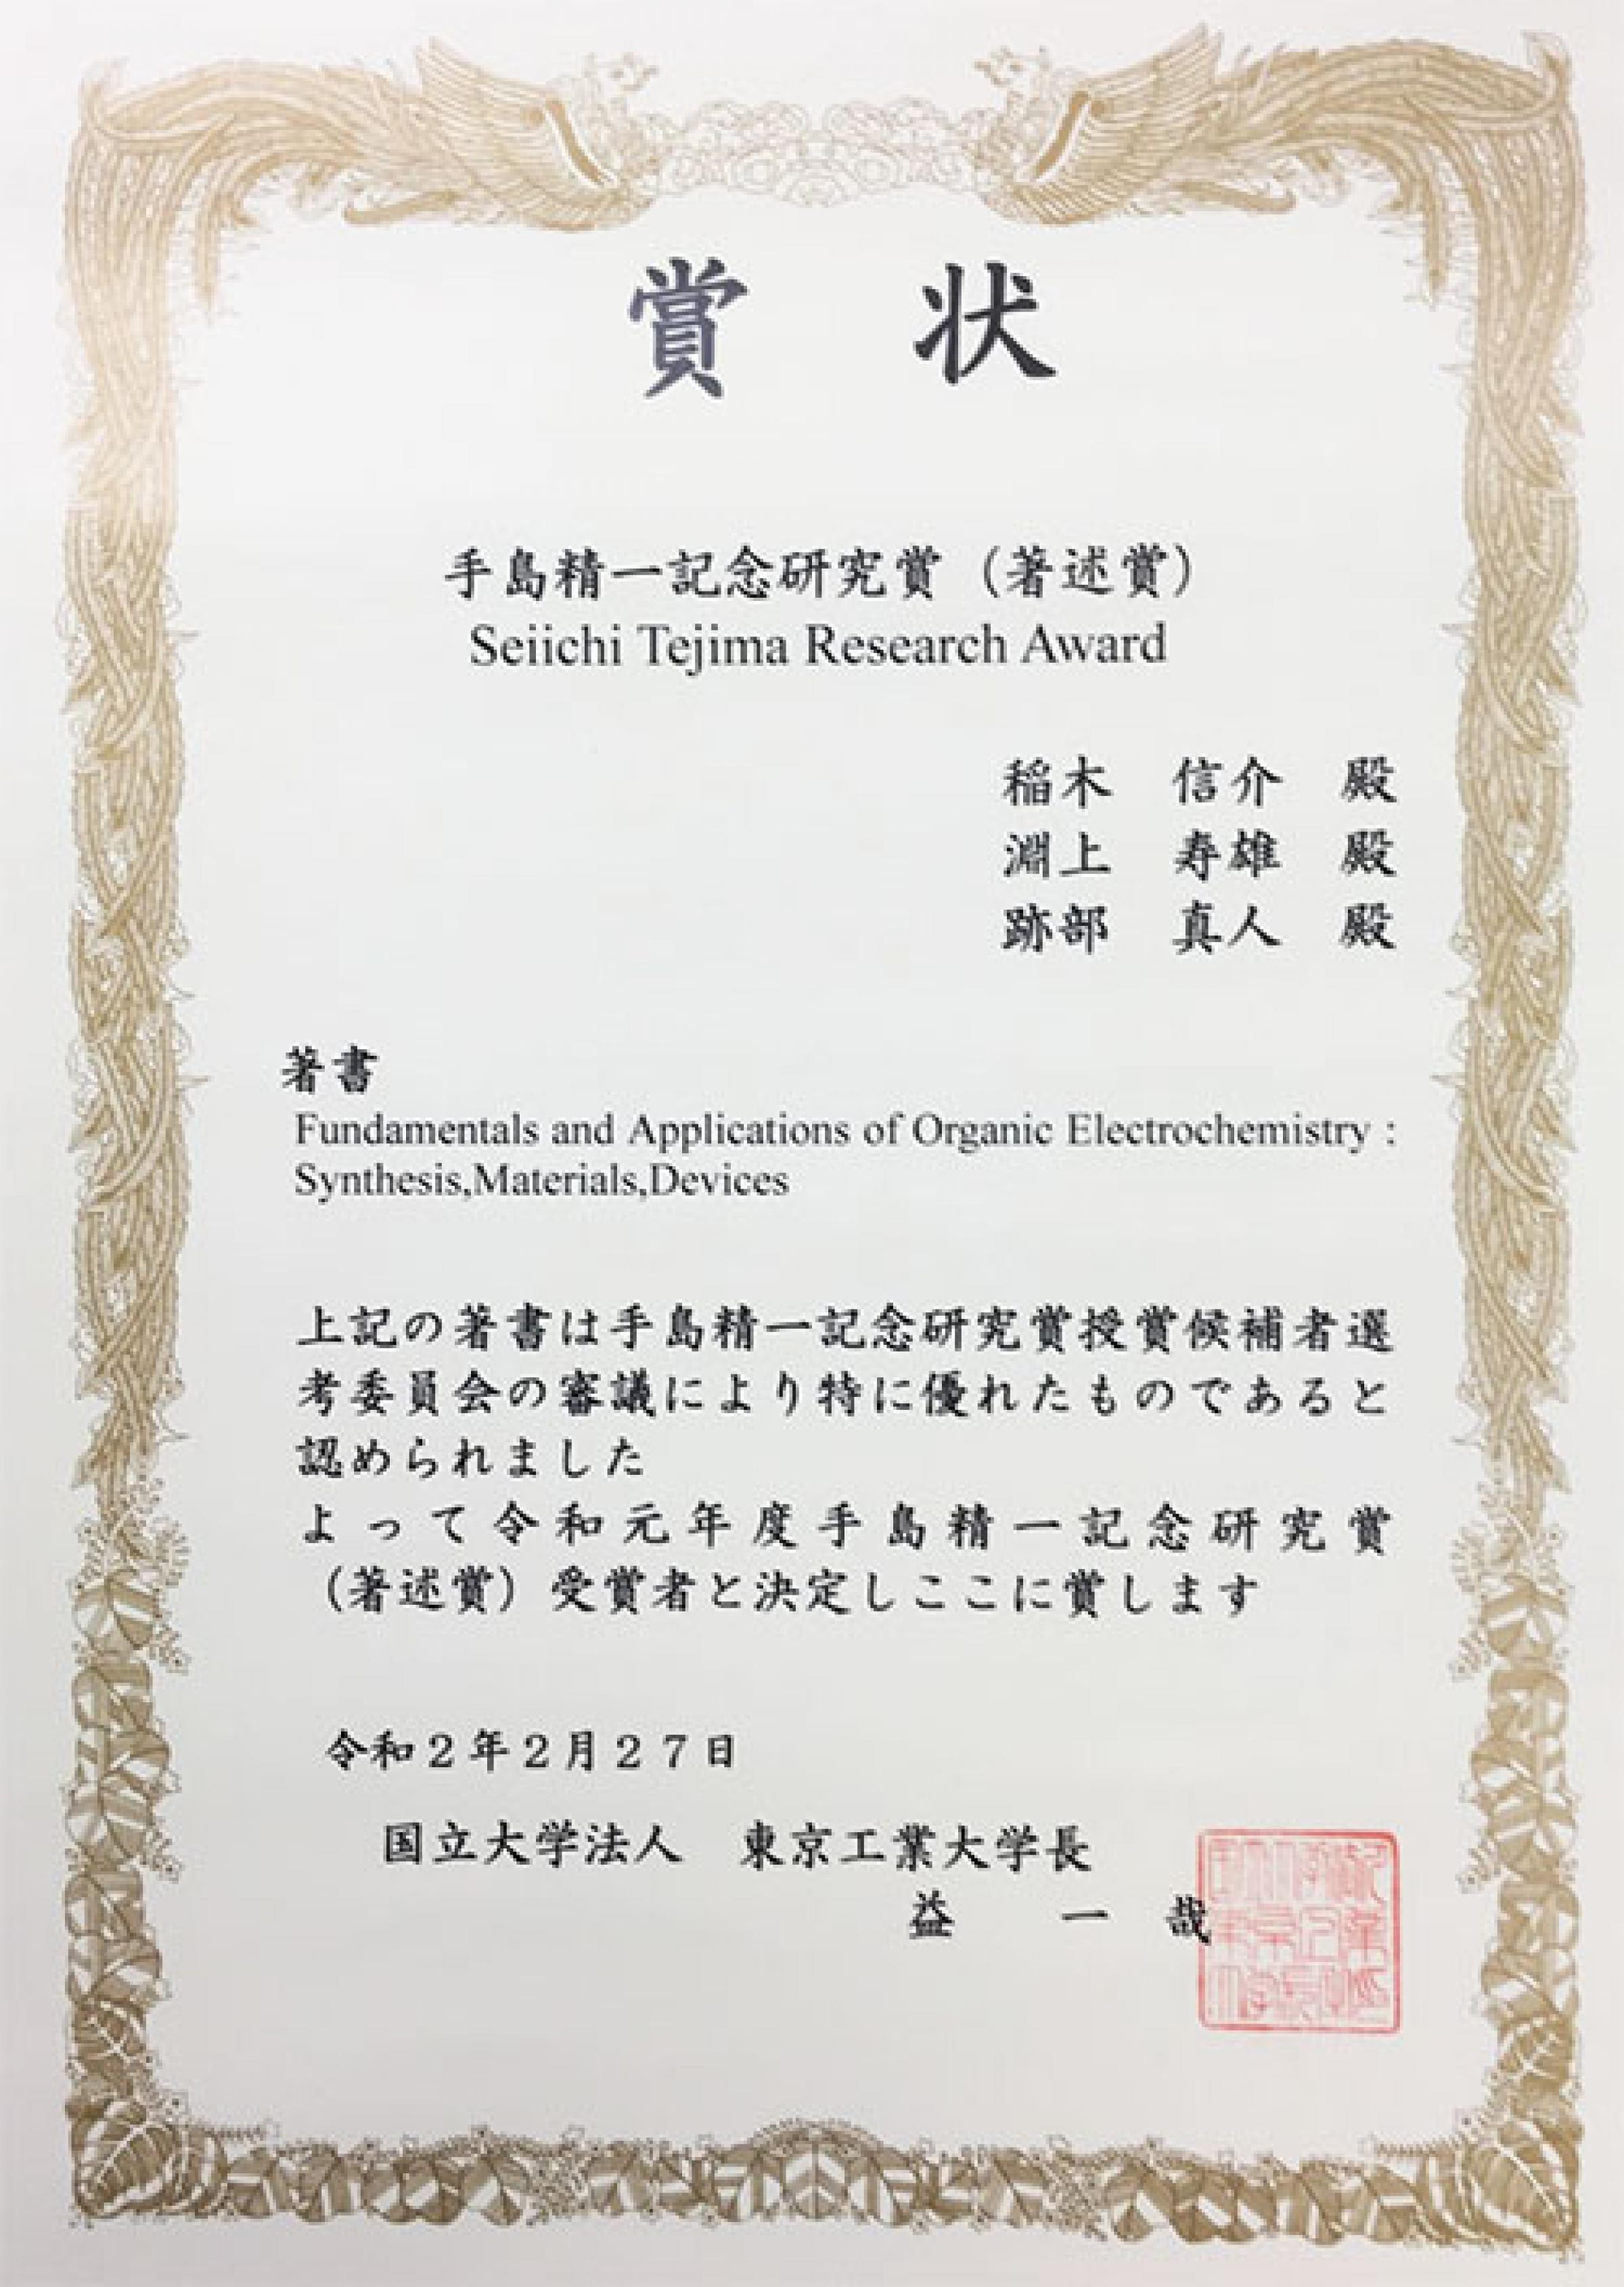 賞 状
手島精一記念研究賞（著述賞）
Seiichi Tejima Research Award
稲木 信介 殿
淵上 寿雄 殿
跡部 真人 殿
著書
Fundamentals and Applications of Organic Electrochemistry :
Synthesis,Materials,Devices
上記の著書は手島精一記念研究賞授賞候補者選
考委員会の審議により特に優れたものであると
認められました
よって令和元年度手島精一記念研究賞
（著述賞）受賞者と決定しここに賞します
令和２年２月２７日
国立大学法人 東京工業大学長
益 一 哉